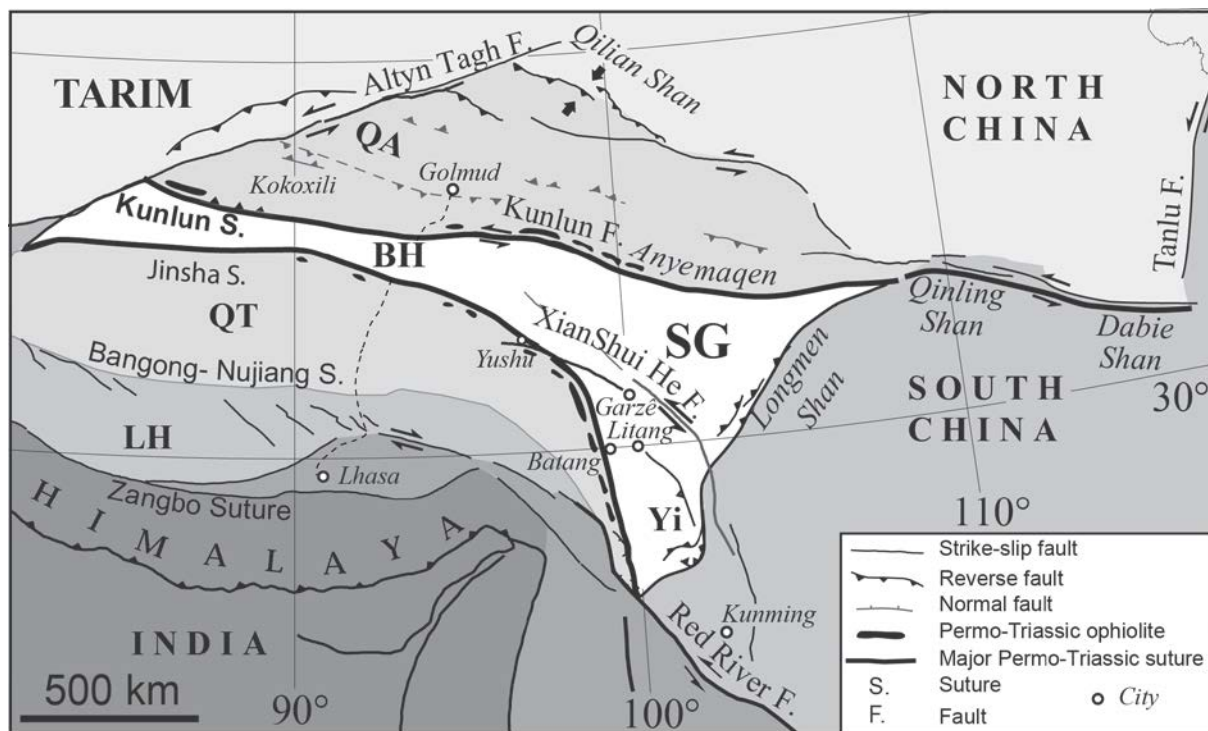 Altyn Tagh F.
Qilian Shan
TARIM
NORTH
CHINA
QA
Golmud
Kokoxili
Kunlun S.
Kunlun F.
Anyemaqen
BH
Tanlu F.
Jinsha S.
QT
Qinling
Shan
Dabie
Shan
XianShui He F.
SG
Yushu
Longmen
Shan
Bangong- Nujiang S.
SOUTH
CHINA
30°
Garzê
Litang
Batang
LH
Lhasa
Zangbo Suture
HIMALAYA
Yi
110°
INDIA
Kunming
Red River F.
500 km
90°
100°
Strike-slip fault
Reverse fault
Normal fault
Permo-Triassic ophiolite
Major Permo-Triassic suture
S. Suture
City
F. Fault